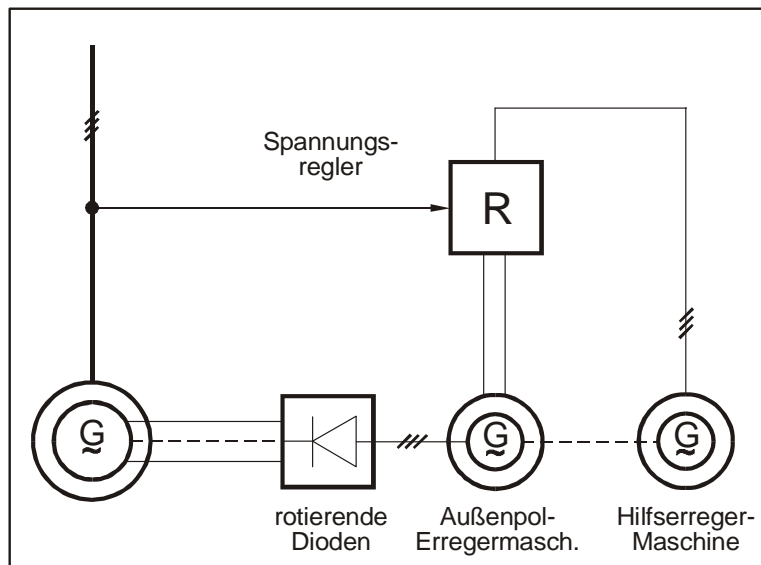 Spannungs-
regler
R
G
~
G
~
G
~
rotierende
Dioden
Außenpol-
Erregermasch.
Hilfserreger-
Maschine